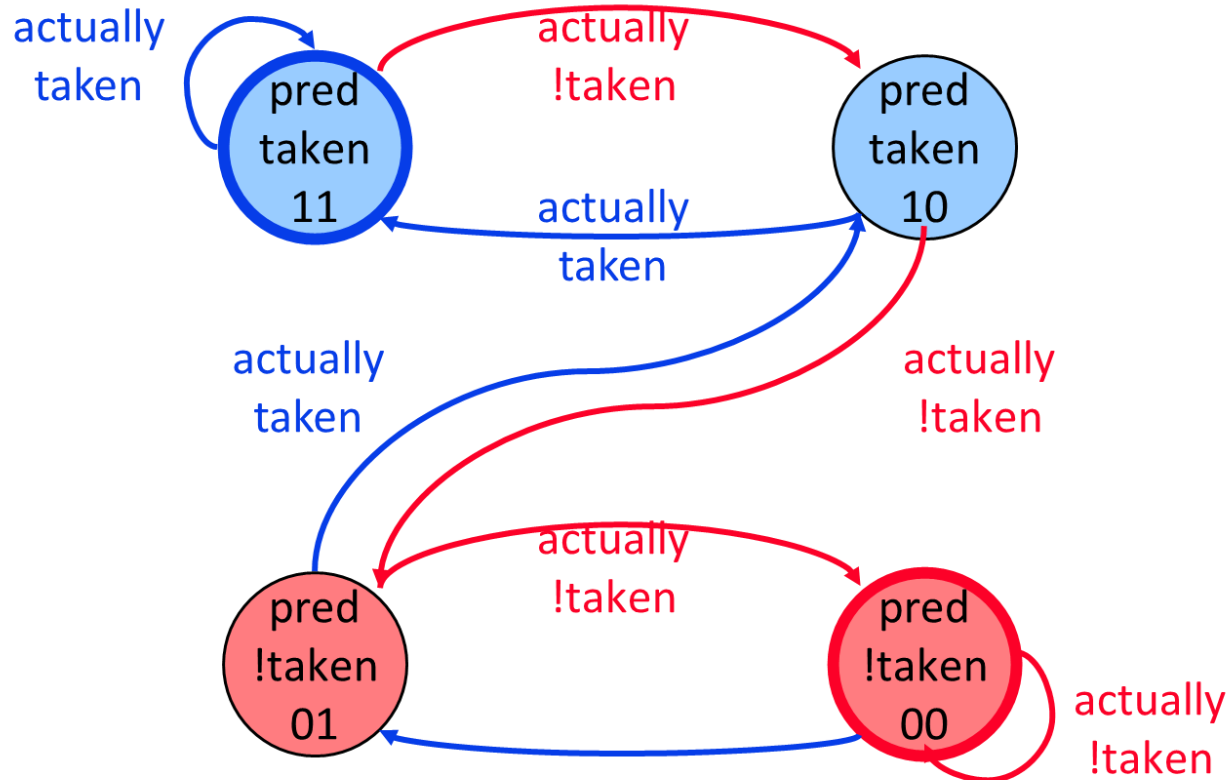 actually
taken
pred
taken
11
actually
!taken
pred
taken
10
actually
taken
actually
taken
actually
!taken
pred
!taken
01
actually
!taken
pred
!taken
00
actually
!taken